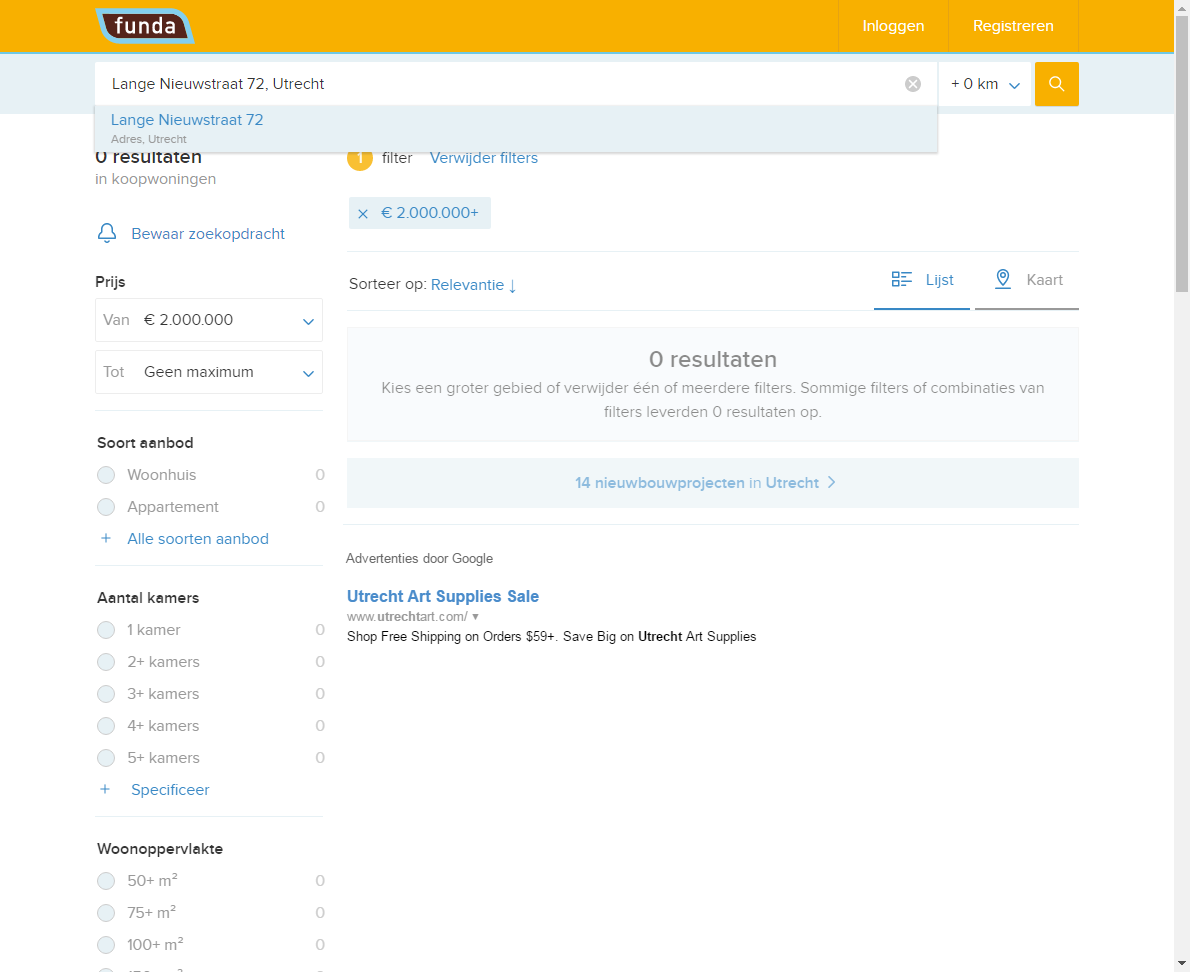 funda
Inloggen
Registreren
Lange Nieuwstraat 72, Utrecht
+ 0 km
Lange Nieuwstraat 72
Adres, Utrecht
0 resultaten
in koopwoningen
1 filter Verwijder filters
€ 2.000.000+
Bewaar zoekopdracht
Sorteer op: Relevantie ↓
Lijst
Kaart
Prijs
Van € 2.000.000
Tot Geen maximum
0 resultaten
Kies een groter gebied of verwijder één of meerdere filters. Sommige filters of combinaties van
filters leverden 0 resultaten op.
14 nieuwbouwprojecten in Utrecht
Soort aanbod
Woonhuis 0
Appartement 0
+ Alle soorten aanbod
Advertenties door Google
Utrecht Art Supplies Sale
www.utrechtart.com/ ▼
Shop Free Shipping on Orders $59+. Save Big on Utrecht Art Supplies
Aantal kamers
1 kamer 0
2+ kamers 0
3+ kamers 0
4+ kamers 0
5+ kamers 0
+ Specificeer
Woonoppervlakte
50+ m² 0
75+ m² 0
100+ m² 0